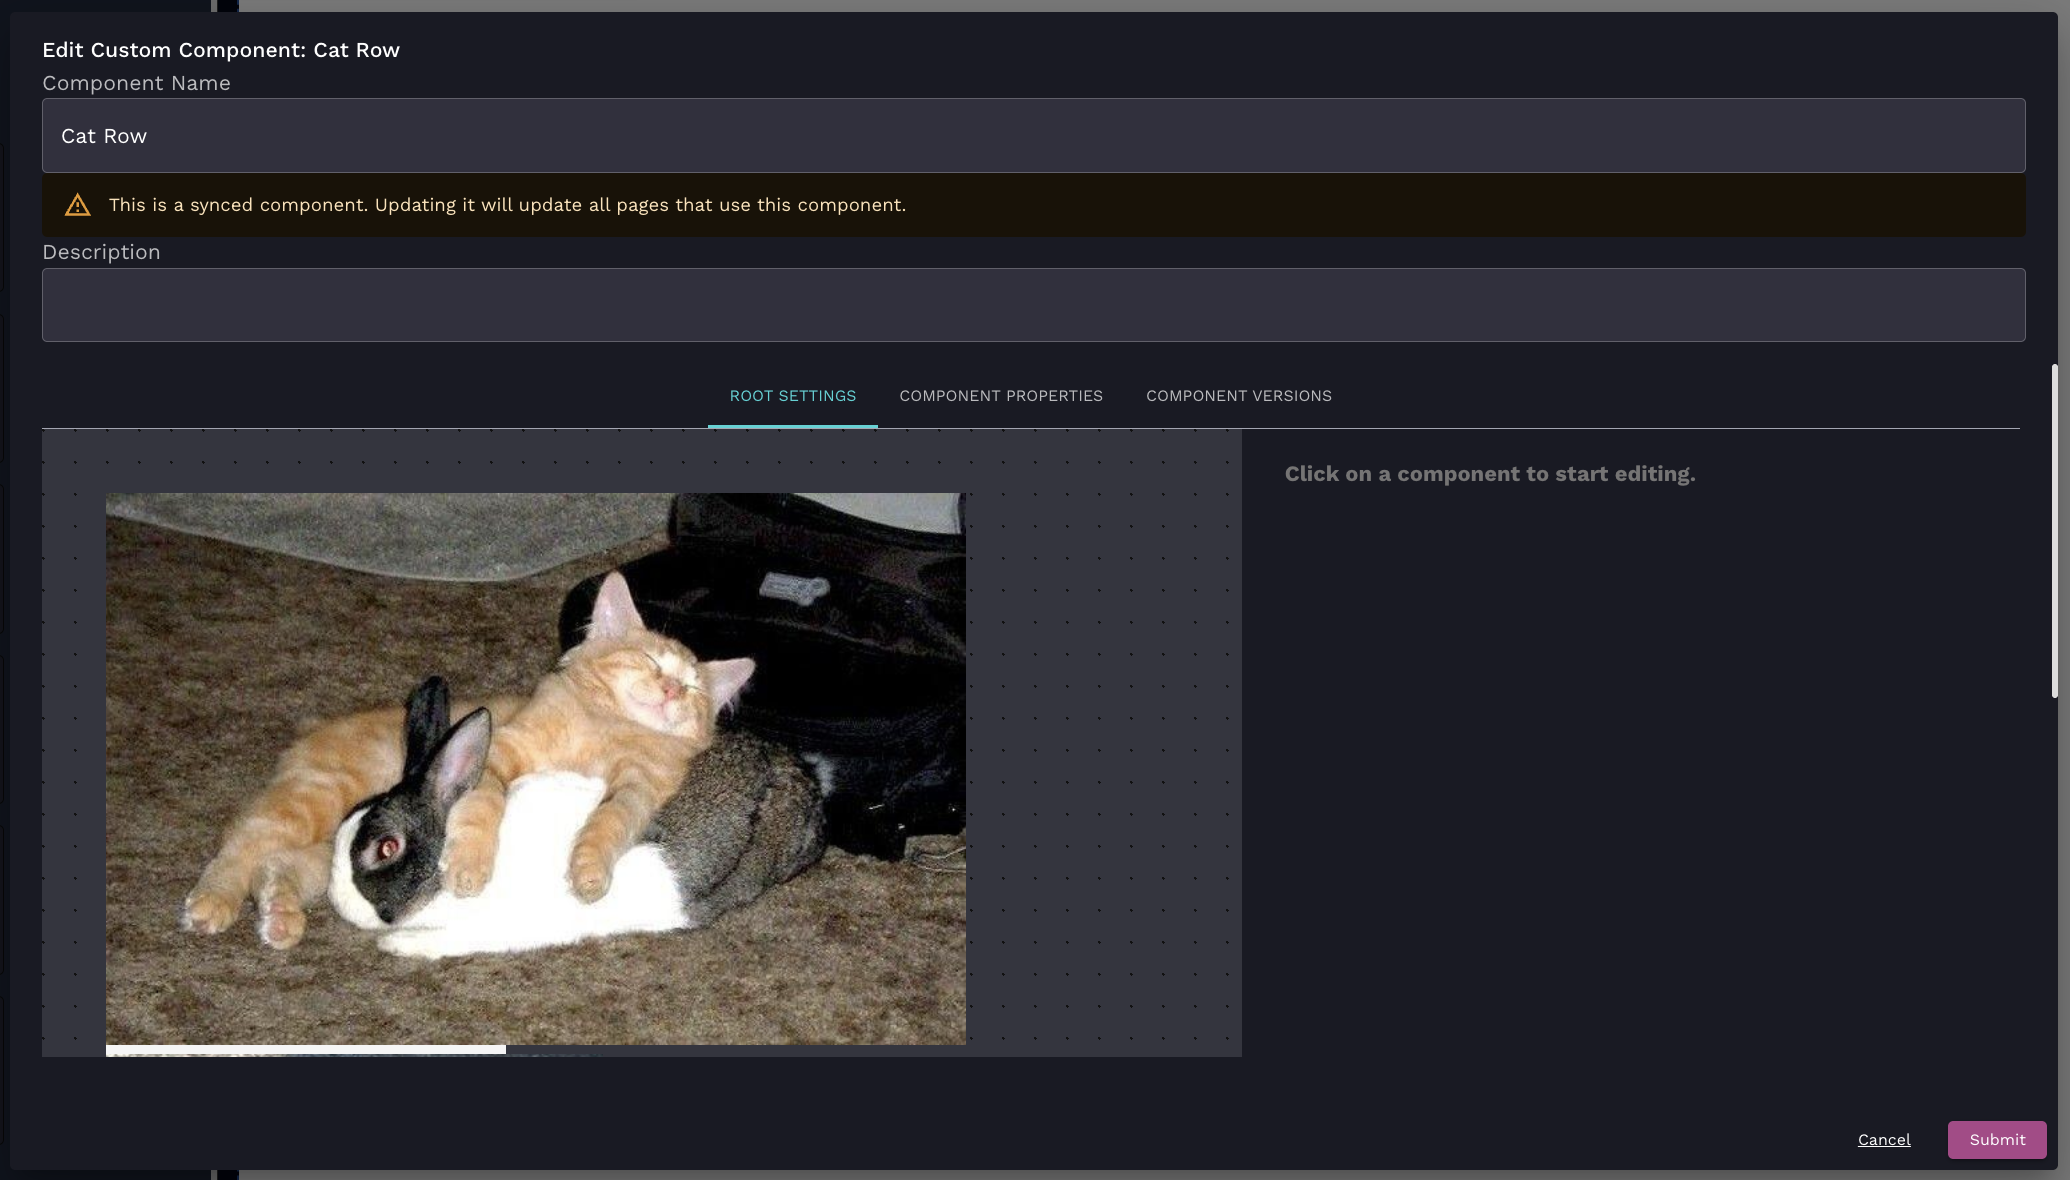 Edit Custom Component: Cat Row
Component Name
Cat Row
This is a synced component. Updating it will update all pages that use this component.
Description
ROOT SETTINGS
COMPONENT PROPERTIES
COMPONENT VERSIONS
Click on a component to start editing.
Cancel
Submit